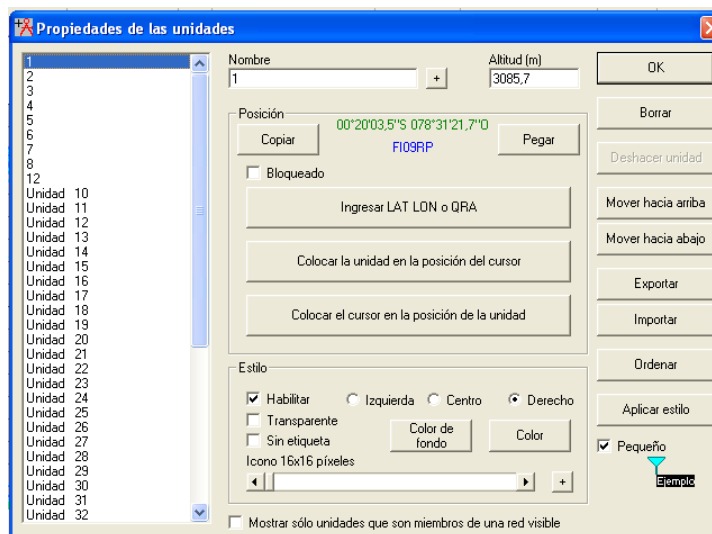 Propiedades de las unidades
1
2
3
4
5
6
7
8
12
Unidad 10
Unidad 11
Unidad 12
Unidad 13
Unidad 14
Unidad 15
Unidad 16
Unidad 17
Unidad 18
Unidad 19
Unidad 20
Unidad 21
Unidad 22
Unidad 23
Unidad 24
Unidad 25
Unidad 26
Unidad 27
Unidad 28
Unidad 29
Unidad 30
Unidad 31
Unidad 32
Nombre
1
+
Altitud (m)
3085,7
Posición
Copiar
00°20'03,5"S 078°31'21,7"O
FI09RP
Pegar
Bloqueado
Ingresar LAT LON o QRA
Colocar la unidad en la posición del cursor
Colocar el cursor en la posición de la unidad
Estilo
Habilitar
Izquierda
Centro
Derecho
Transparente
Sin etiqueta
Color de
fondo
Color
Icono 16x16 píxeles
+
Mostrar sólo unidades que son miembros de una red visible
OK
Borrar
Deshacer unidad
Mover hacia arriba
Mover hacia abajo
Exportar
Importar
Ordenar
Aplicar estilo
Pequeño
Ejemplo